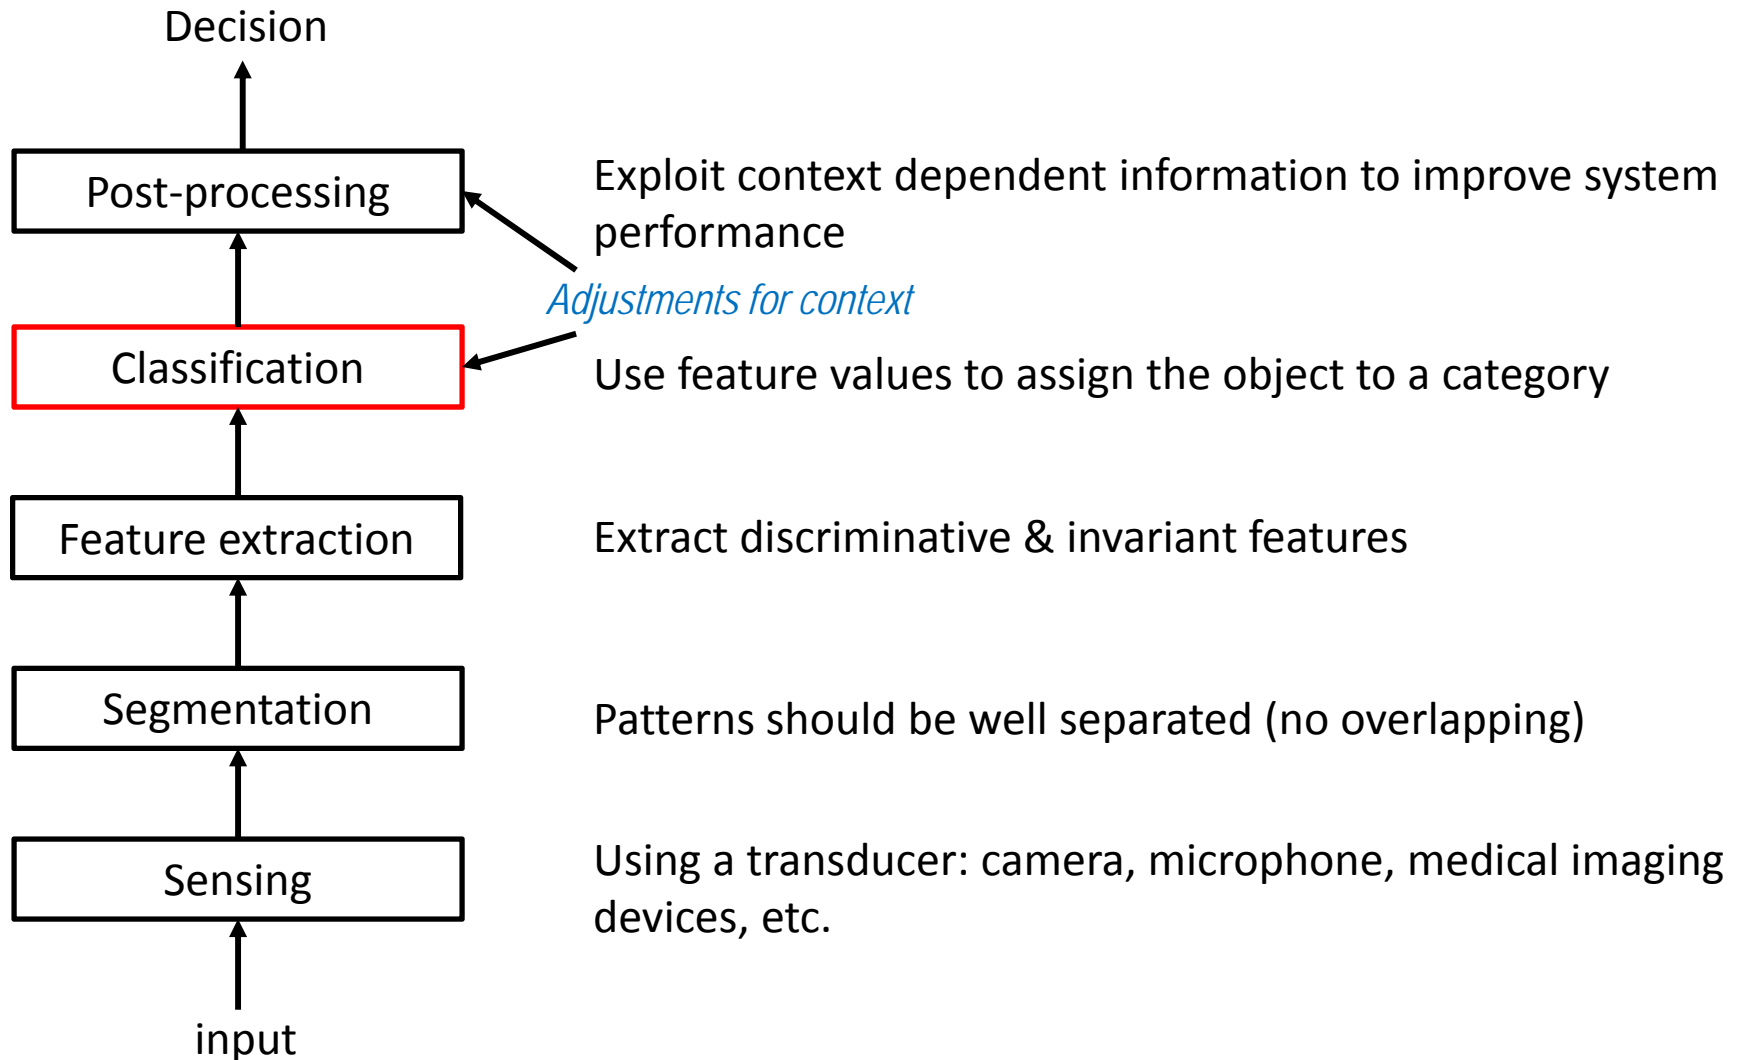 Decision
Post-processing
Exploit context dependent information to improve system
performance
Adjustments for context
Classification
Use feature values to assign the object to a category
Feature extraction
Extract discriminative & invariant features
Segmentation
Patterns should be well separated (no overlapping)
Sensing
Using a transducer: camera, microphone, medical imaging
devices, etc.
input